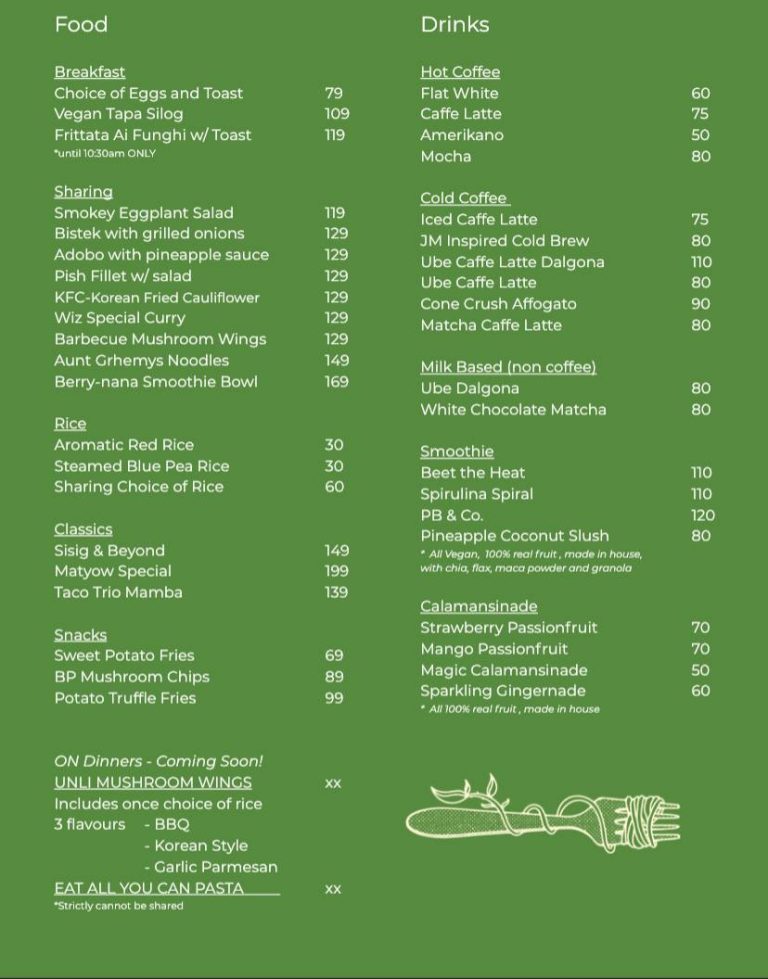 Food
Breakfast
Choice of Eggs and Toast 79
Vegan Tapa Silog 109
Frittata Ai Funghi w/ Toast 119
*until 10:30am ONLY
Sharing
Smokey Eggplant Salad 119
Bistek with grilled onions 129
Adobo with pineapple sauce 129
Pish Fillet w/ salad 129
KFC-Korean Fried Cauliflower 129
Wiz Special Curry 129
Barbecue Mushroom Wings 129
Aunt Grhemys Noodles 149
Berry-nana Smoothie Bowl 169
Rice
Aromatic Red Rice 30
Steamed Blue Pea Rice 30
Sharing Choice of Rice 60
Classics
Sisig & Beyond 149
Matyow Special 199
Taco Trio Mamba 139
Snacks
Sweet Potato Fries 69
BP Mushroom Chips 89
Potato Truffle Fries 99
ON Dinners - Coming Soon!
UNLI MUSHROOM WINGS xx
Includes once choice of rice
3 flavours - BBQ
- Korean Style
- Garlic Parmesan
EAT ALL YOU CAN PASTA xx
*Strictly cannot be shared
Drinks
Hot Coffee
Flat White 60
Caffe Latte 75
Amerikano 50
Mocha 80
Cold Coffee
Iced Caffe Latte 75
JM Inspired Cold Brew 80
Ube Caffe Latte Dalgona 110
Ube Caffe Latte 80
Cone Crush Affogato 90
Matcha Caffe Latte 80
Milk Based (non coffee)
Ube Dalgona 80
White Chocolate Matcha 80
Smoothie
Beet the Heat 110
Spirulina Spiral 110
PB & Co. 120
Pineapple Coconut Slush 80
* All Vegan, 100% real fruit , made in house,
with chia, flax, maca powder and granola
Calamansinade
Strawberry Passionfruit 70
Mango Passionfruit 70
Magic Calamansinade 50
Sparkling Gingernade 60
* All 100% real fruit , made in house